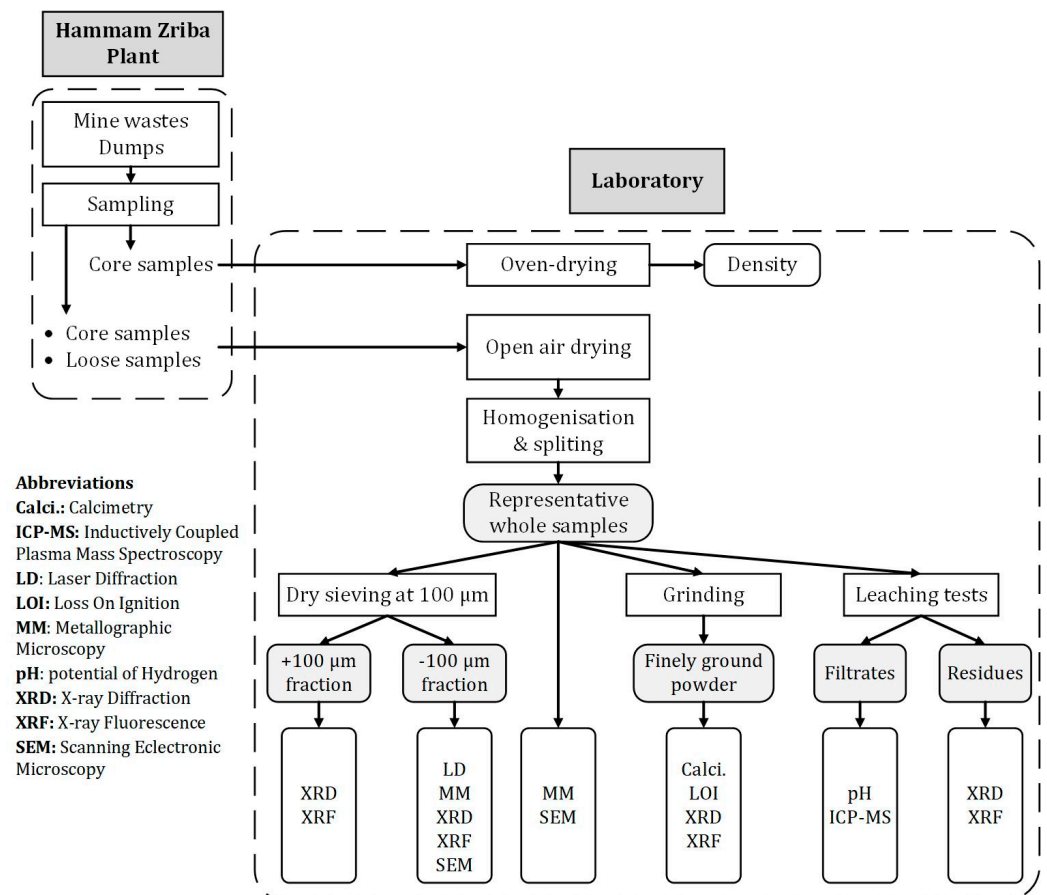 Hammam Zriba
Plant
Mine wastes
Dumps
Sampling
Core samples
• Core samples
• Loose samples
Laboratory
Oven-drying
Density
Open air drying
Homogenisation
& spliting
Representative
whole samples
Dry sieving at 100 µm
Grinding
Leaching tests
+100 µm
fraction
-100 µm
fraction
Finely ground
powder
Filtrates
Residues
XRD
XRF
LD
MM
XRD
XRF
SEM
MM
SEM
Calci.
LOI
XRD
XRF
pH
ICP-MS
XRD
XRF
Abbreviations
Calci.: Calcimetry
ICP-MS: Inductively Coupled
Plasma Mass Spectroscopy
LD: Laser Diffraction
LOI: Loss On Ignition
MM: Metallographic
Microscopy
pH: potential of Hydrogen
XRD: X-ray Diffraction
XRF: X-ray Fluorescence
SEM: Scanning Eclectronic
Microscopy